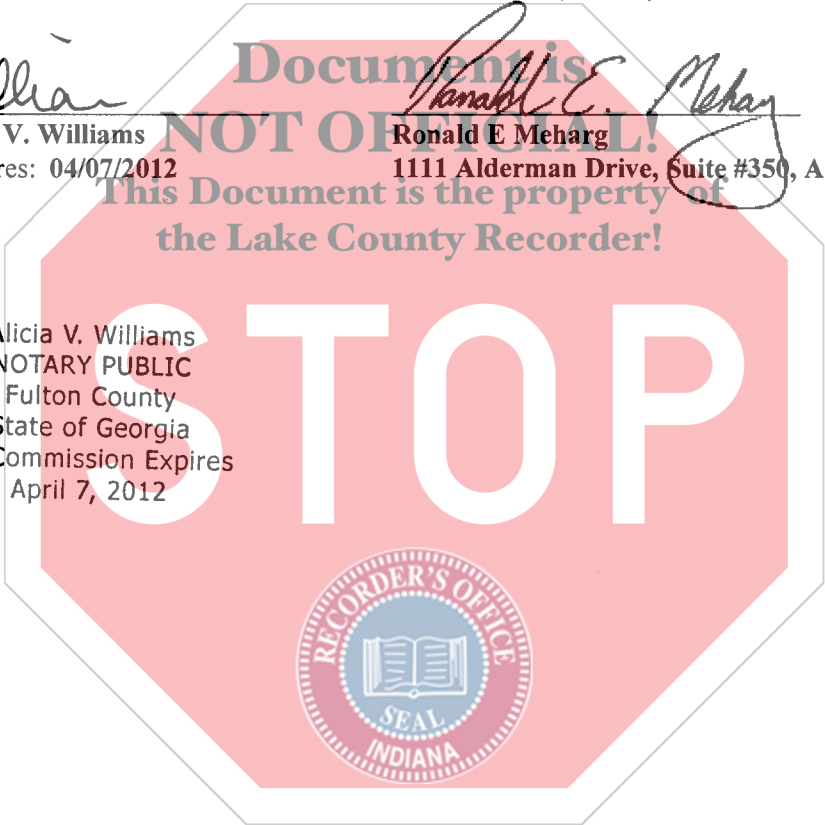 Document is
Ronald E. Meharg
V. Williams
NOT OFFICIAL!
Ronald E Meharg
res: 04/07/2012
1111 Alderman Drive, Suite #350, A
This Document is the property of
the Lake County Recorder!
STOP
Alicia V. Williams
NOTARY PUBLIC
Fulton County
State of Georgia
Commission Expires
April 7, 2012
RECORDER'S OFFICE
SEAL
INDIANA